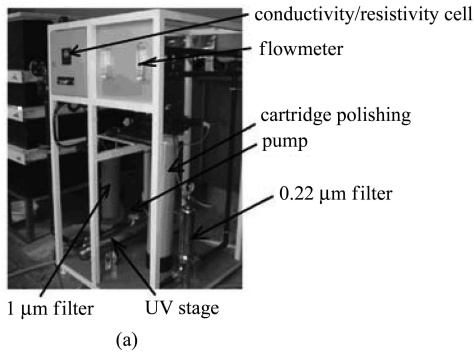 conductivity/resistivity cell
flowmeter
cartridge polishing
pump
0.22 µm filter
1 µm filter
UV stage
(a)